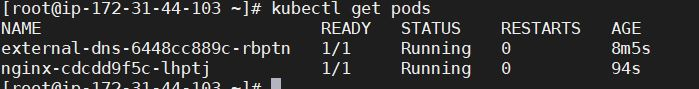 [root@ip-172-31-44-103 ~]# kubectl get pods
NAME                            READY   STATUS    RESTARTS   AGE
external-dns-6448cc889c-rbptn   1/1     Running   0          8m5s
nginx-cdcdd9f5c-lhptj           1/1     Running   0          94s
[root@ip-172-31-44-103 ~]#